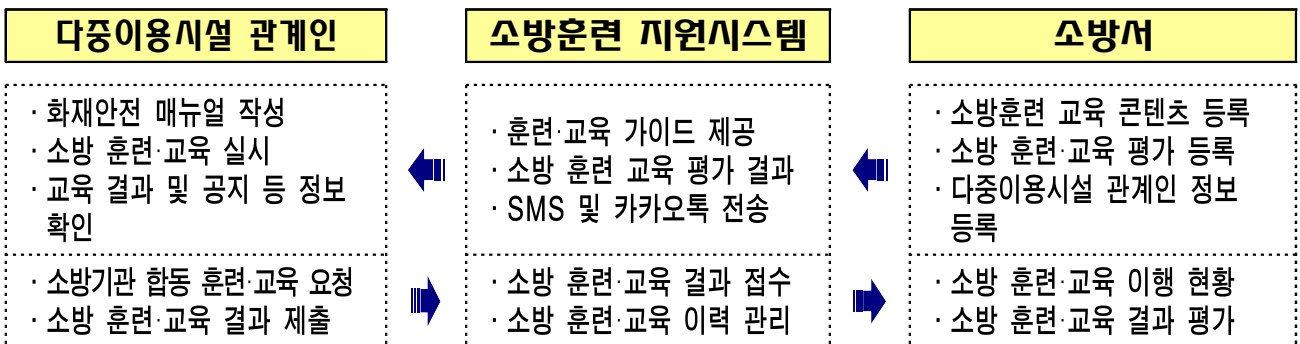 다중이용시설 관계인
· 화재안전 매뉴얼 작성
· 소방 훈련·교육 실시
· 교육 결과 및 공지 등 정보
확인
· 소방기관 합동 훈련·교육 요청
· 소방 훈련·교육 결과 제출
소방훈련 지원시스템
· 훈련·교육 가이드 제공
· 소방 훈련 교육 평가 결과
· SMS 및 카카오톡 전송
· 소방 훈련·교육 결과 접수
· 소방 훈련·교육 이력 관리
소방서
· 소방훈련 교육 콘텐츠 등록
· 소방 훈련·교육 평가 등록
· 다중이용시설 관계인 정보
등록
· 소방 훈련·교육 이행 현황
· 소방 훈련·교육 결과 평가